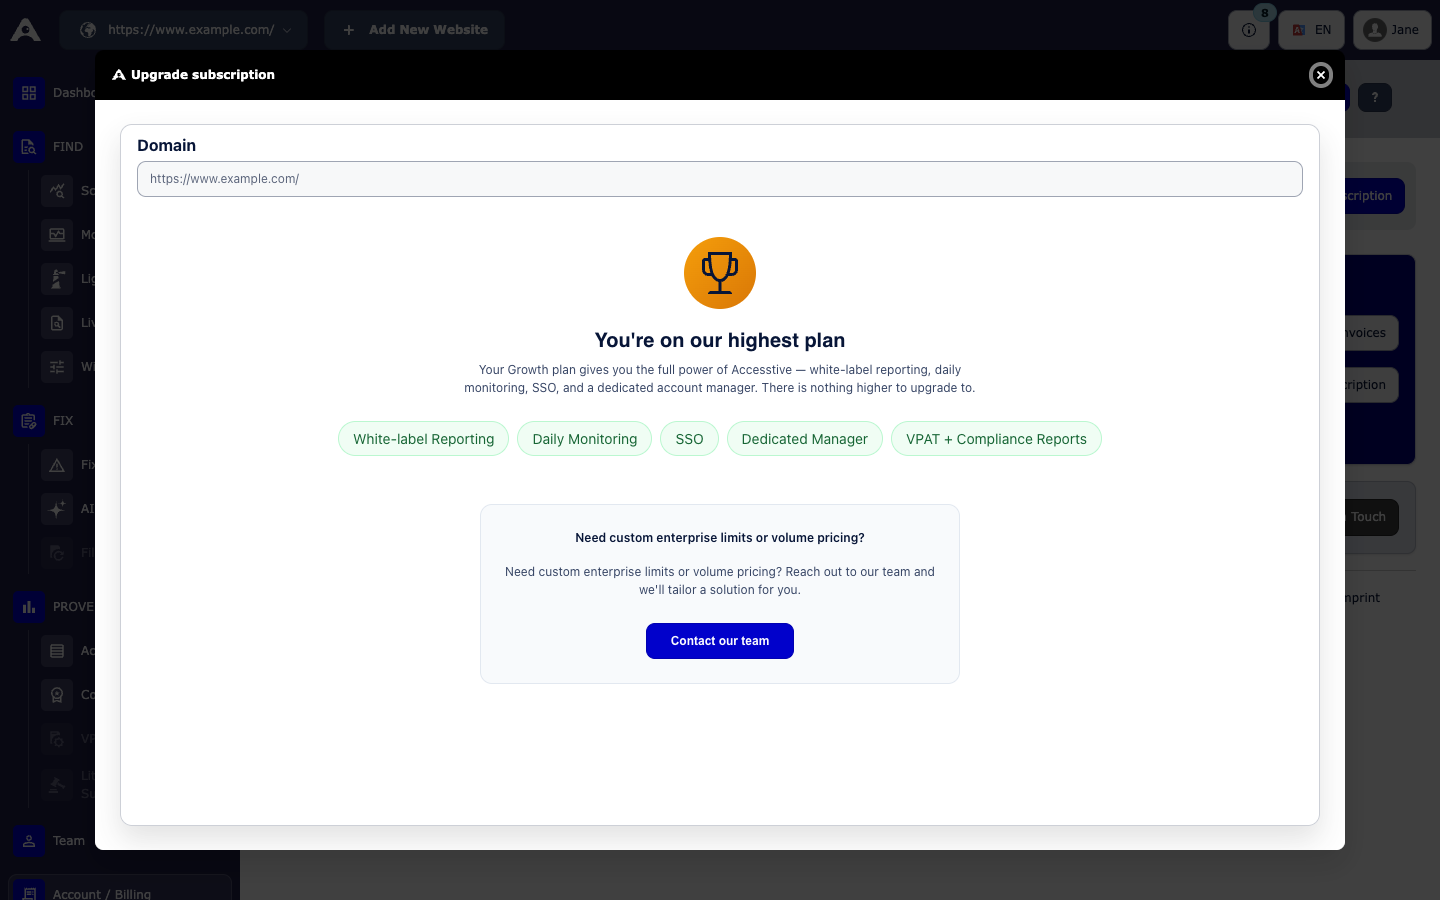 https://www.example.com/
Add New Website
8
EN
Jane
Upgrade subscription
?
FIND
FIX
PROVE
Team
Account / Billing
Domain
https://www.example.com/
You're on our highest plan
Your Growth plan gives you the full power of Accesstive — white-label reporting, daily
monitoring, SSO, and a dedicated account manager. There is nothing higher to upgrade to.
White-label Reporting
Daily Monitoring
SSO
Dedicated Manager
VPAT + Compliance Reports
Need custom enterprise limits or volume pricing?
Need custom enterprise limits or volume pricing? Reach out to our team and
we'll tailor a solution for you.
Contact our team
Touch